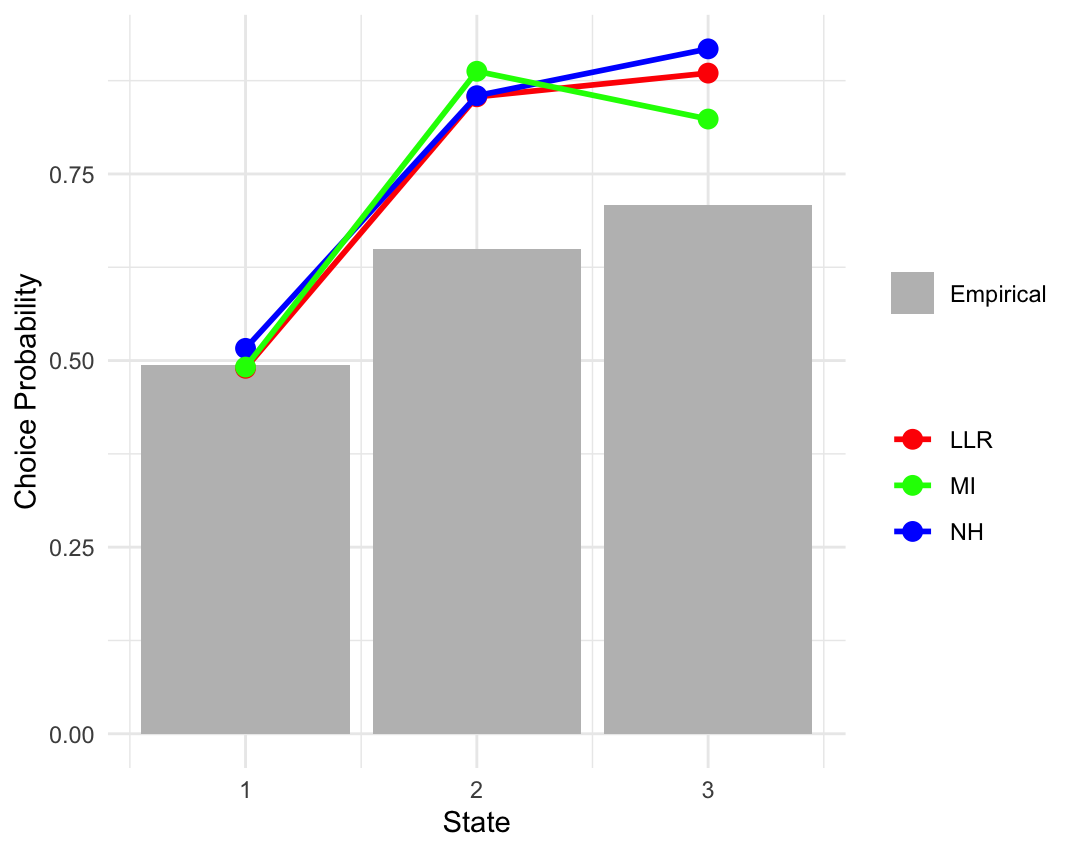 Choice Probability
0.75
0.50
0.25
0.00
1 2 3
State
Empirical
LLR
MI
NH